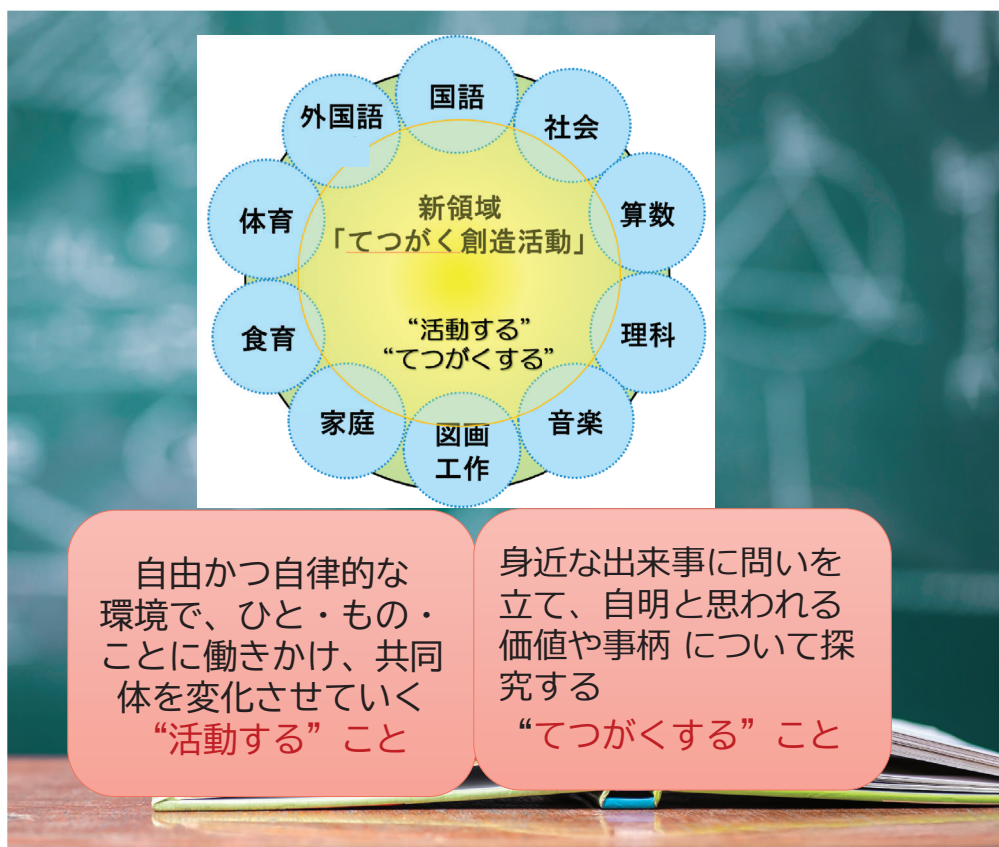 国語
外国語
社会
体育
算数
新領域
「てつがく創造活動」
食育
理科
“活動する”
“てつがくする”
家庭
音楽
図画
工作
自由かつ自律的な
環境で、ひと・もの・
ことに働きかけ、共同
体を変化させていく
“活動する”こと
身近な出来事に問いを
立て、自明と思われる
価値や事柄 について探
究する
“てつがくする”こと